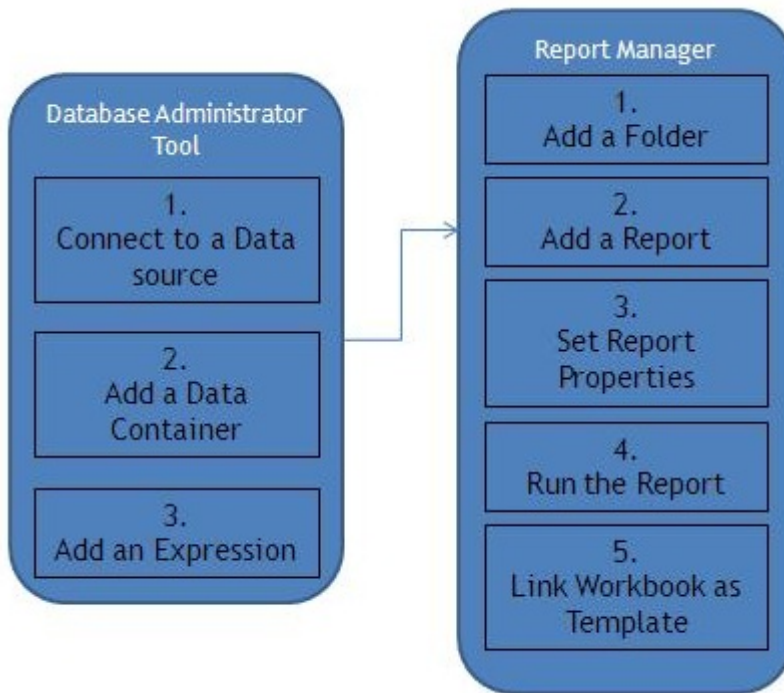 Database Administrator
Tool
1.
Connect to a Data
source
2.
Add a Data
Container
3.
Add an Expression
Report Manager
1.
Add a Folder
2.
Add a Report
3.
Set Report
Properties
4.
Run the Report
5.
Link Workbook as
Template